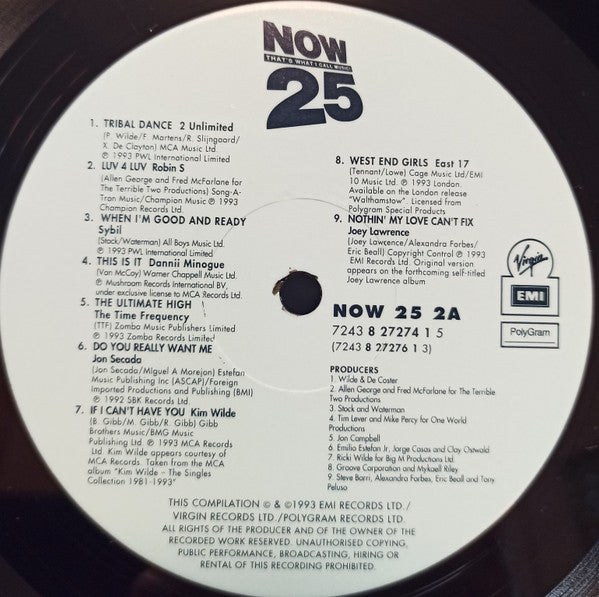 NOW
THAT'S WHAT I CALL MUSIC!
25
1. TRIBAL DANCE 2 Unlimited
(P. Wilde/F. Martens/R. Slijngaard/
X. De Clayton) MCA Music Ltd.
℗ 1993 PWL International Limited
2. LUV 4 LUV Robin S
(Allen George and Fred McFarlane for
The Terrible Two Productions) Song-A-
Tran Music/Champion Music ℗ 1993
Champion Records Ltd.
3. WHEN I'M GOOD AND READY
Sybil
(Stock/Waterman) All Boys Music Ltd.
℗ 1993 PWL International Limited
4. THIS IS IT Dannii Minogue
(Van McCoy) Warner Chappell Music Ltd.
℗ Mushroom Records International BV,
under exclusive license to MCA Records Ltd.
5. THE ULTIMATE HIGH
The Time Frequency
(TTF) Zomba Music Publishers Limited
℗ 1993 Zomba Records Limited
6. DO YOU REALLY WANT ME
Jon Secada
(Jon Secada/Miguel A Morejon) Estefan
Music Publishing Inc (ASCAP)/Foreign
Imported Productions and Publishing (BMI)
℗ 1992 SBK Records Ltd.
7. IF I CAN'T HAVE YOU Kim Wilde
(B. Gibb/M. Gibb/R. Gibb) Gibb
Brothers Music/BMG Music
Publishing Ltd. ℗ 1993 MCA Records
Ltd. Kim Wilde appears courtesy of
MCA Records Taken from the MCA
album "Kim Wilde - The Singles
Collection 1981-1993"
8. WEST END GIRLS East 17
(Tennant/Lowe) Cage Music Ltd/EMI
10 Music Ltd. ℗ 1993 London.
Available on the London release
"Walthamstow". Licensed from
Polygram Special Products
9. NOTHIN' MY LOVE CAN'T FIX
Joey Lawrence
(Joey Lawrence/Alexandra Forbes/
Eric Beall) Copyright Control ℗ 1993
EMI Records Ltd. Original version
appears on the forthcoming self-titled
Joey Lawrence album
Virgin
EMI
PolyGram
NOW 25 2A
7243 8 27274 1 5
(7243 8 27276 1 3)
PRODUCERS
1. Wilde & De Coster
2. Allen George and Fred McFarlane for The Terrible
Two Productions
3. Stock and Waterman
4. Tim Lever and Mike Percy for One World
Productions
5. Jon Campbell
6. Emilio Estefan Jr, Jorge Casas and Clay Ostwald
7. Ricki Wilde for Big M Productions Ltd.
8. Groove Corporation and Mykaell Riley
9. Steve Barri, Alexandra Forbes, Eric Beall and Tony
Peluso
THIS COMPILATION ℗ & ©1993 EMI RECORDS LTD./
VIRGIN RECORDS LTD./POLYGRAM RECORDS LTD.
ALL RIGHTS OF THE PRODUCER AND OF THE OWNER OF THE
RECORDED WORK RESERVED. UNAUTHORISED COPYING,
PUBLIC PERFORMANCE, BROADCASTING, HIRING OR
RENTAL OF THIS RECORDING PROHIBITED.